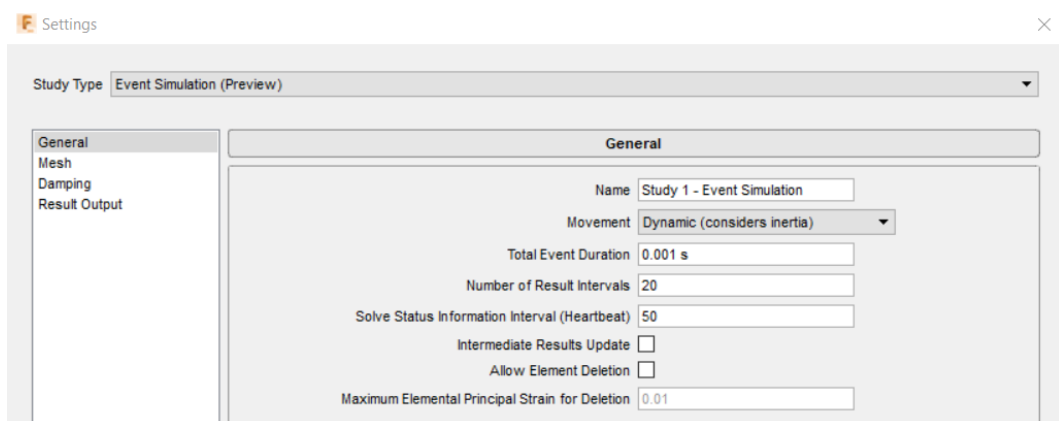 Settings
Study Type Event Simulation (Preview)
General
Mesh
Damping
Result Output
General
Name Study 1 - Event Simulation
Movement Dynamic (considers inertia)
Total Event Duration 0.001 s
Number of Result Intervals 20
Solve Status Information Interval (Heartbeat) 50
Intermediate Results Update
Allow Element Deletion
Maximum Elemental Principal Strain for Deletion 0.01